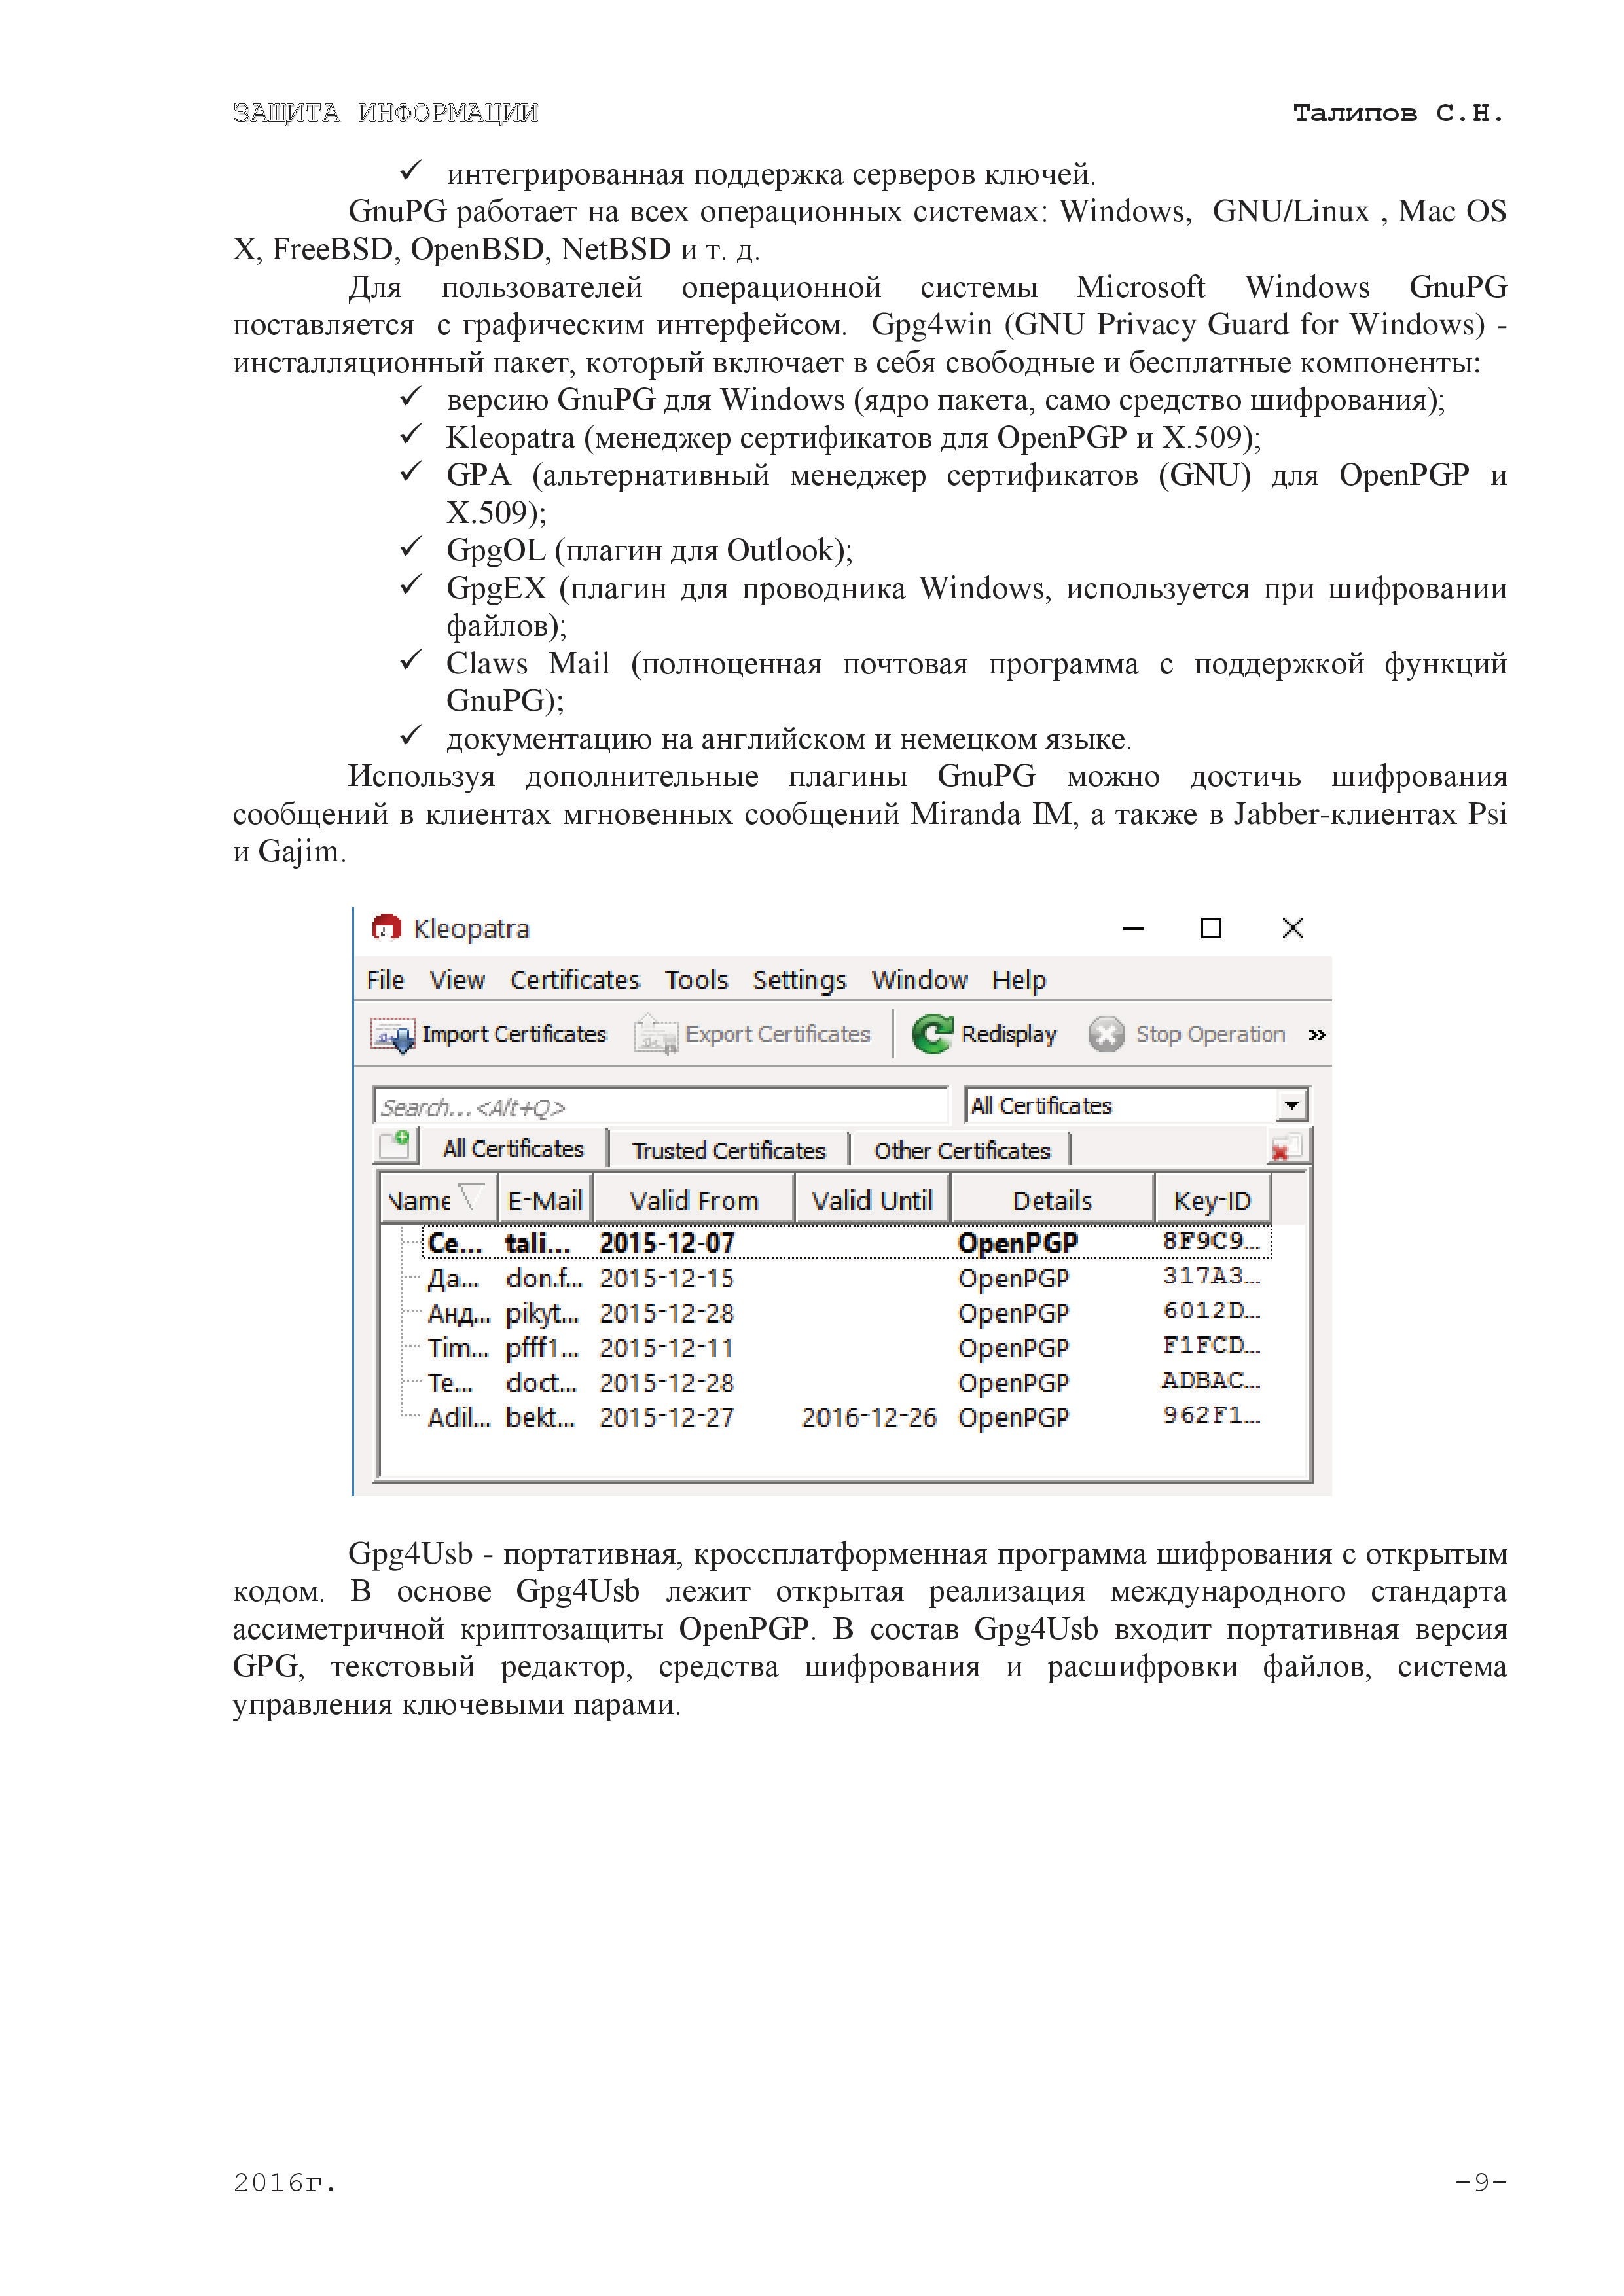 ЗАЩИТА ИНФОРМАЦИИ Талипов С.Н.
✓ интегрированная поддержка серверов ключей.
GnuPG работает на всех операционных системах: Windows, GNU/Linux , Mac OS
X, FreeBSD, OpenBSD, NetBSD и т. д.
Для пользователей операционной системы Microsoft Windows GnuPG
поставляется с графическим интерфейсом. Gpg4win (GNU Privacy Guard for Windows) -
инсталляционный пакет, который включает в себя свободные и бесплатные компоненты:
✓ версию GnuPG для Windows (ядро пакета, само средство шифрования);
✓ Kleopatra (менеджер сертификатов для OpenPGP и X.509);
✓ GPA (альтернативный менеджер сертификатов (GNU) для OpenPGP и
X.509);
✓ GpgOL (плагин для Outlook);
✓ GpgEX (плагин для проводника Windows, используется при шифровании
файлов);
✓ Claws Mail (полноценная почтовая программа с поддержкой функций
GnuPG);
✓ документацию на английском и немецком языке.
Используя дополнительные плагины GnuPG можно достичь шифрования
сообщений в клиентах мгновенных сообщений Miranda IM, а также в Jabber-клиентах Psi
и Gajim.
Kleopatra
File View Certificates Tools Settings Window Help
Import Certificates Export Certificates Redisplay Stop Operation »
Search...<Alt+Q> All Certificates
All Certificates Trusted Certificates Other Certificates
Name E-Mail Valid From Valid Until Details Key-ID
Се... tali... 2015-12-07 OpenPGP 8F9C9...
Да... don.f... 2015-12-15 OpenPGP 317A3...
Анд... pikyt... 2015-12-28 OpenPGP 6012D...
Tim... pfff1... 2015-12-11 OpenPGP F1FCD...
Те... doct... 2015-12-28 OpenPGP ADBAC...
Adil... bekt... 2015-12-27 2016-12-26 OpenPGP 962F1...
Gpg4Usb - портативная, кроссплатформенная программа шифрования с открытым
кодом. В основе Gpg4Usb лежит открытая реализация международного стандарта
ассиметричной криптозащиты OpenPGP. В состав Gpg4Usb входит портативная версия
GPG, текстовый редактор, средства шифрования и расшифровки файлов, система
управления ключевыми парами.
2016г. -9-